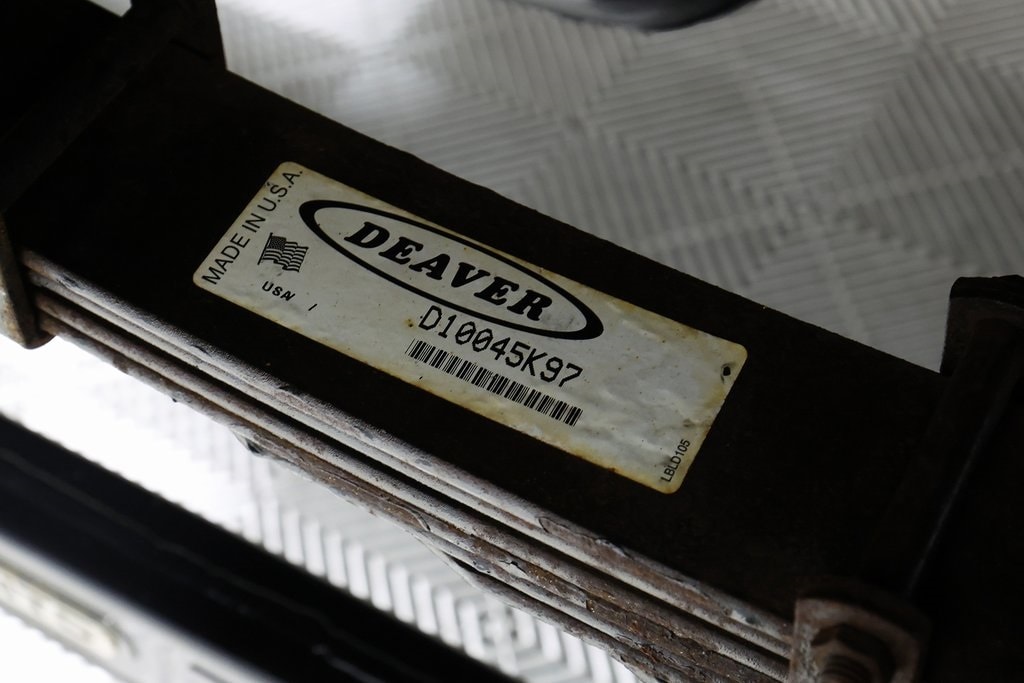 MADE IN U.S.A.
DEAVER
USA /
D10045K97
LBLD105